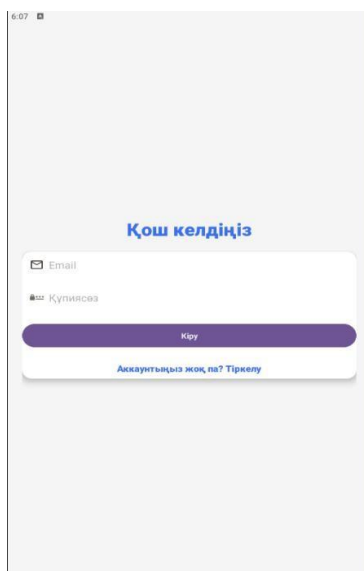 6:07
Қош келдіңіз
Email
Құпиясөз
Кіру
Аккаунтыңыз жоқ па? Тіркелу